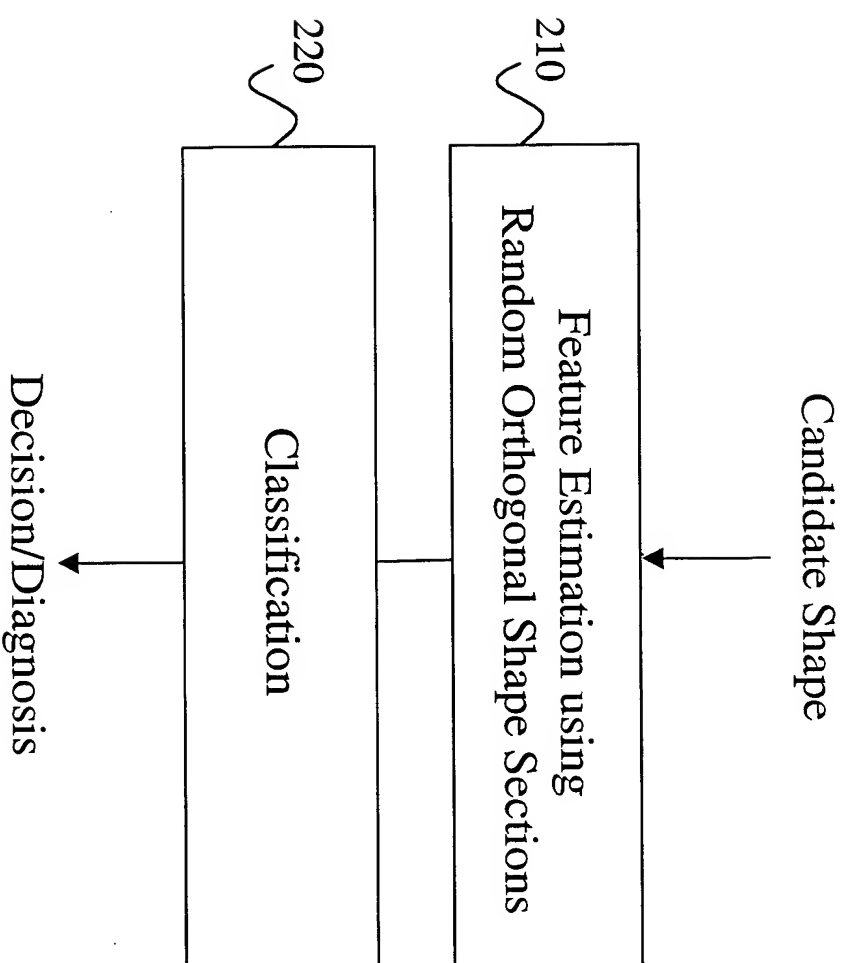 Candidate Shape
210
Feature Estimation using
Random Orthogonal Shape Sections
220
Classification
Decision/Diagnosis